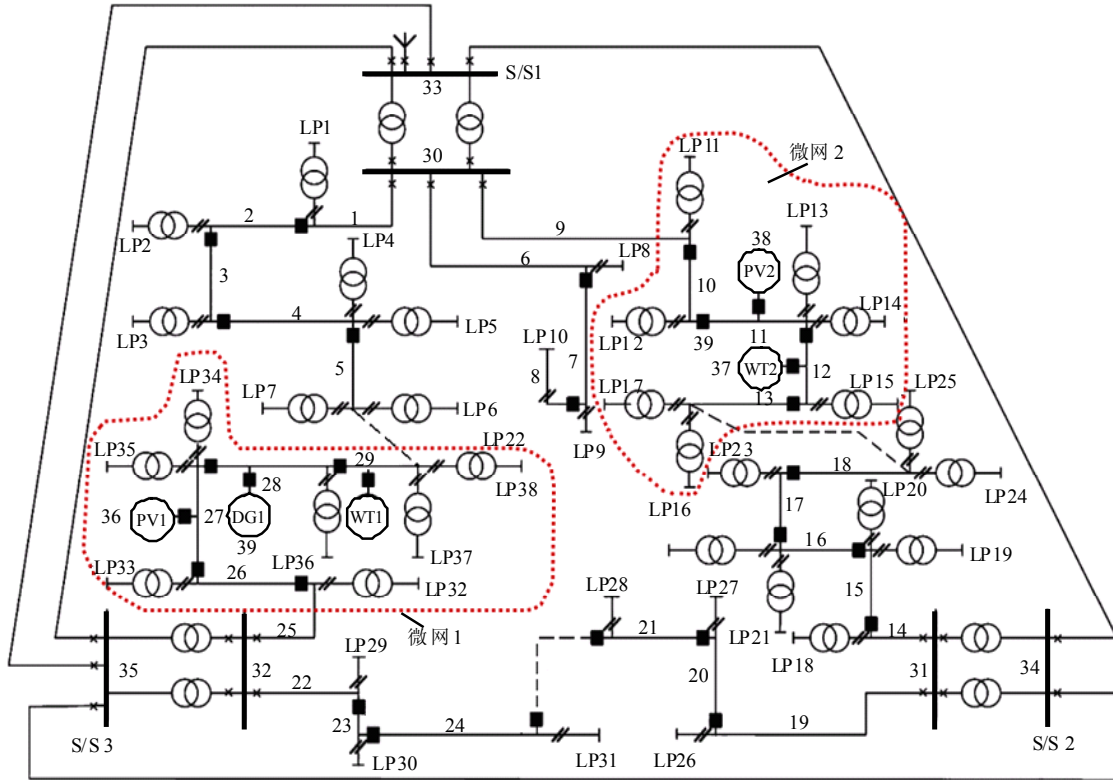 S/S1
33
LP1
LP11
微网 2
30
LP13
2
1
9
LP2
LP4
LP8
38
6
PV2
3
10
LP14
4
LP10
LP3
LP5
LP12
39
11
7
37
WT2
12
5
8
LP34
LP7
LP6
LP17
13
LP15
LP25
LP22
LP9
LP35
29
LP23
18
28
LP38
LP20
LP24
36
PV1
27
DG1
WT1
LP16
17
39
16
LP19
LP33
26
LP36
LP37
LP32
LP28
LP27
15
25
微网 1
21
LP21
14
LP29
LP18
35
32
20
31
34
22
23
24
19
S/S 3
S/S 2
LP30
LP31
LP26